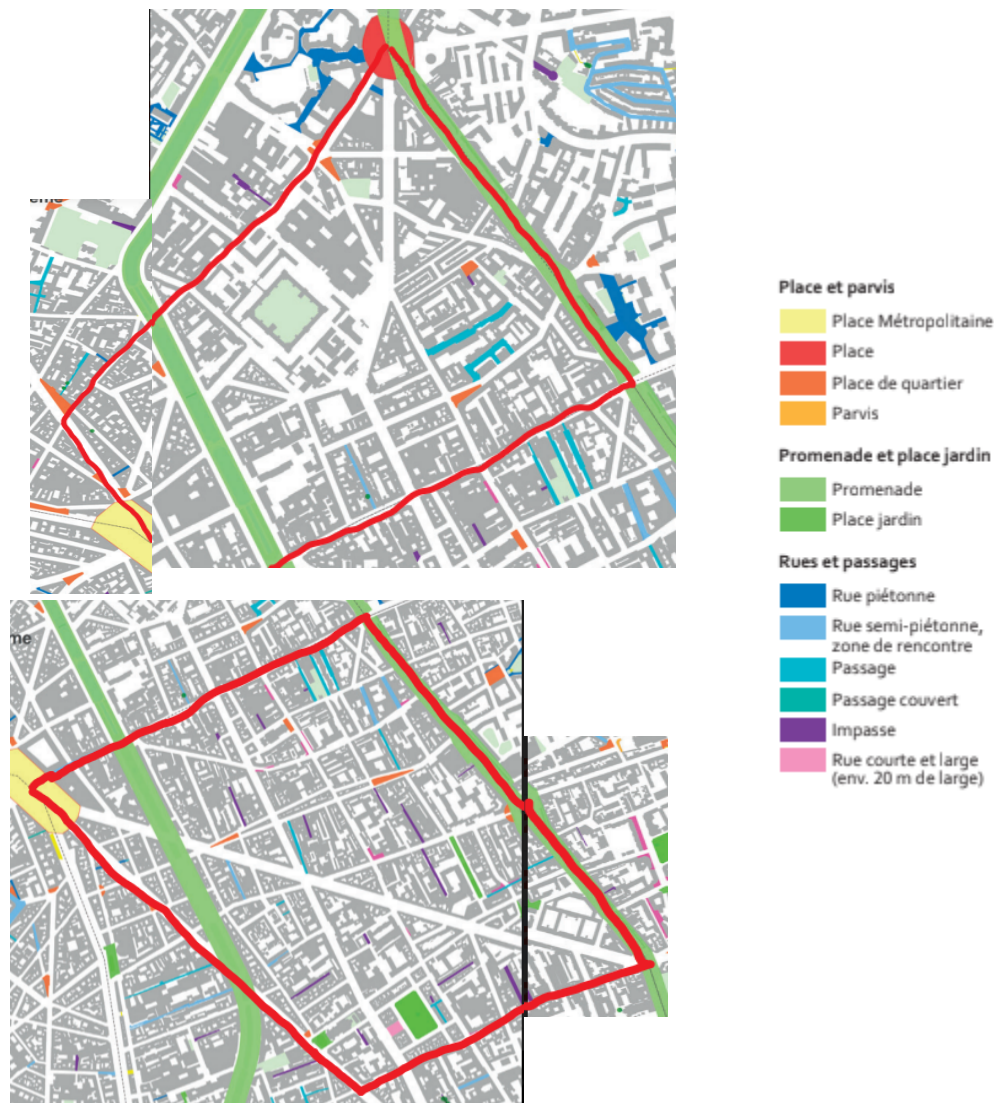 Place et parvis
Place Métropolitaine
Place
Place de quartier
Parvis
Promenade et place jardin
Promenade
Place jardin
Rues et passages
Rue piétonne
Rue semi-piétonne,
zone de rencontre
Passage
Passage couvert
Impasse
Rue courte et large
(env. 20 m de large)
me